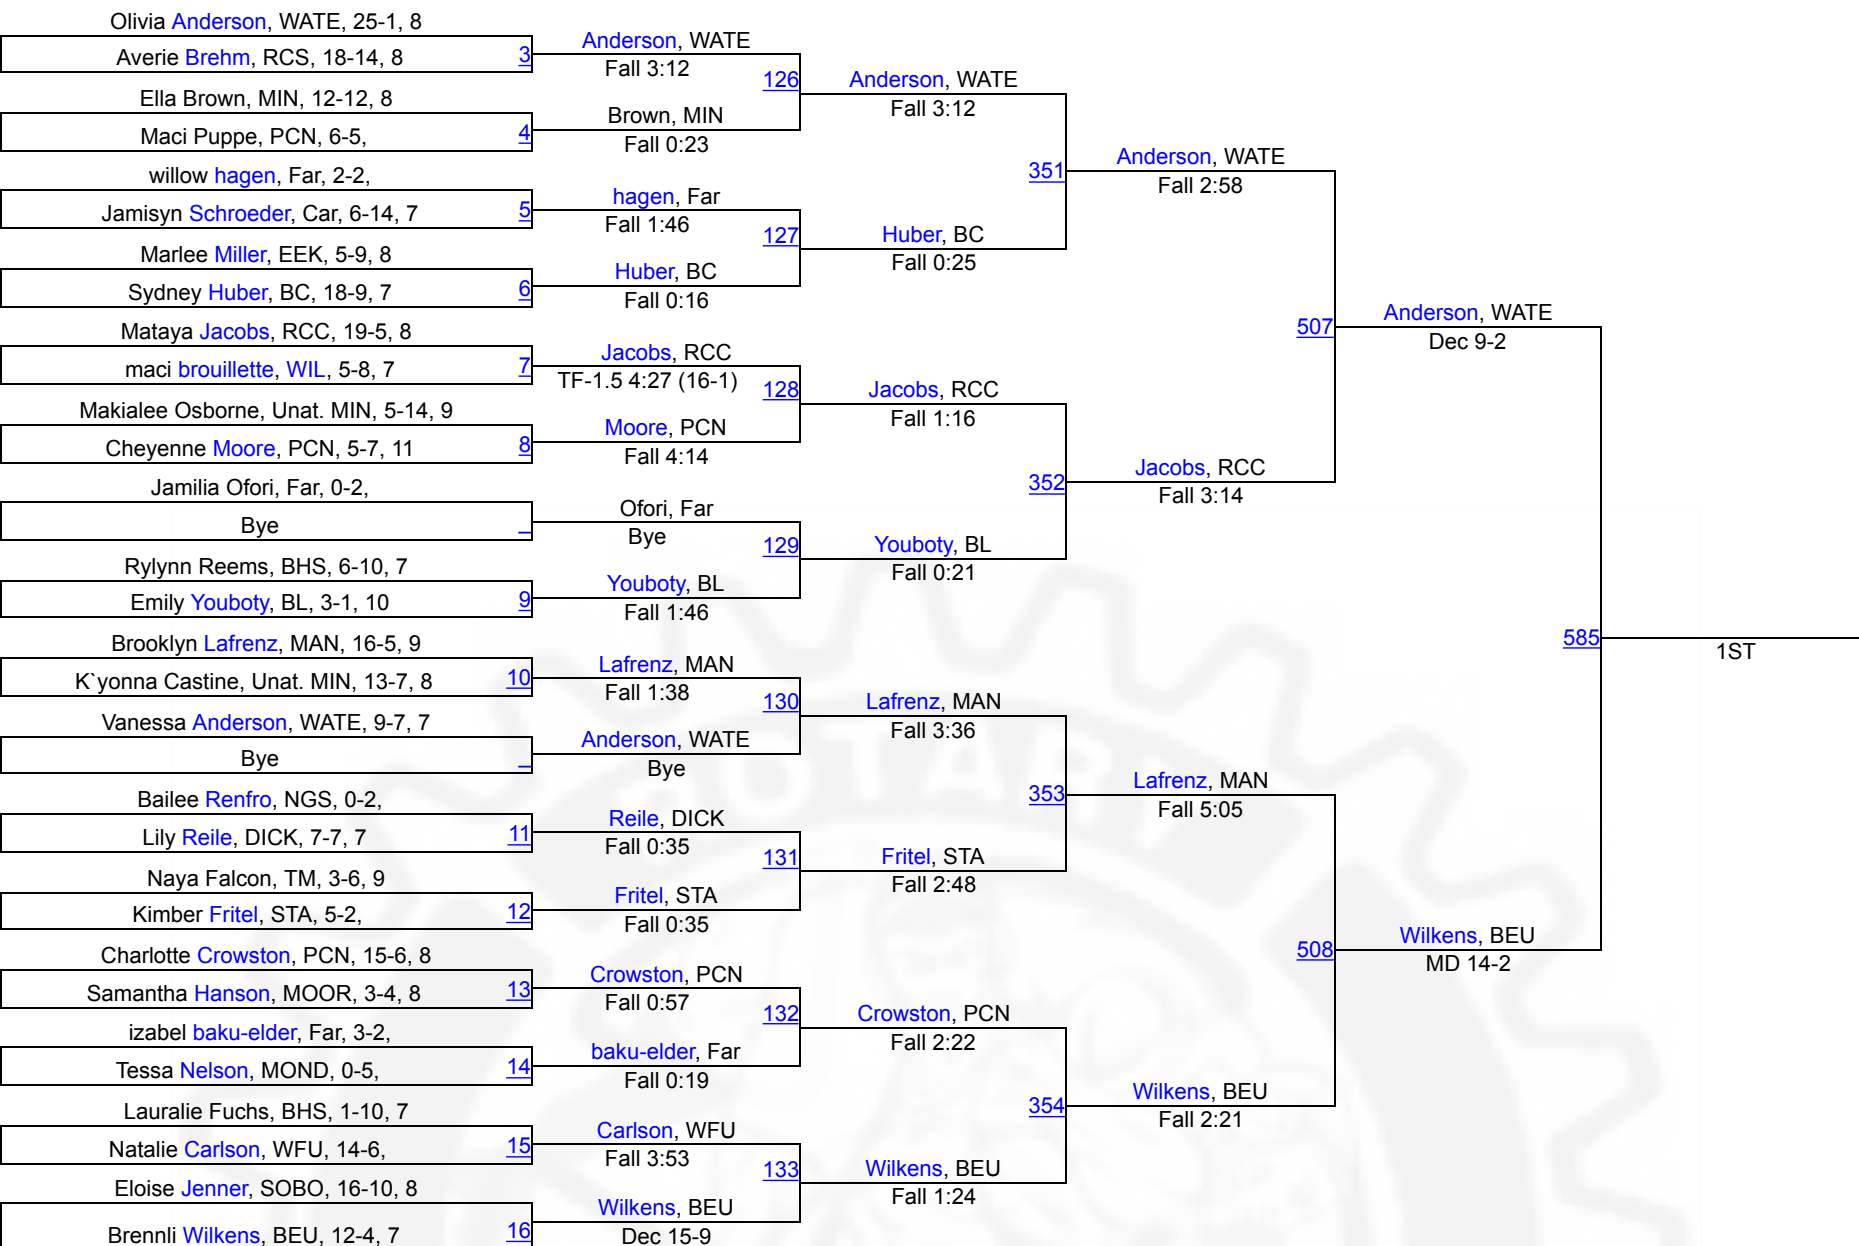 Olivia Anderson, WATE, 25-1, 8
Averie Brehm, RCS, 18-14, 8
3
Ella Brown, MIN, 12-12, 8
Maci Puppe, PCN, 6-5,
4
willow hagen, Far, 2-2,
Jamisyn Schroeder, Car, 6-14, 7
5
Marlee Miller, EEK, 5-9, 8
Sydney Huber, BC, 18-9, 7
6
Mataya Jacobs, RCC, 19-5, 8
maci brouillette, WIL, 5-8, 7
7
Makialee Osborne, Unat. MIN, 5-14, 9
Cheyenne Moore, PCN, 5-7, 11
8
Jamilia Ofori, Far, 0-2,
Bye
Rylynn Reems, BHS, 6-10, 7
Emily Youboty, BL, 3-1, 10
9
Brooklyn Lafrenz, MAN, 16-5, 9
K`yonna Castine, Unat. MIN, 13-7, 8
10
Vanessa Anderson, WATE, 9-7, 7
Bye
Bailee Renfro, NGS, 0-2,
Lily Reile, DICK, 7-7, 7
11
Naya Falcon, TM, 3-6, 9
Kimber Fritel, STA, 5-2,
12
Charlotte Crowston, PCN, 15-6, 8
Samantha Hanson, MOOR, 3-4, 8
13
izabel baku-elder, Far, 3-2,
Tessa Nelson, MOND, 0-5,
14
Lauralie Fuchs, BHS, 1-10, 7
Natalie Carlson, WFU, 14-6,
15
Eloise Jenner, SOBO, 16-10, 8
Brennli Wilkens, BEU, 12-4, 7
16
Anderson, WATE
Fall 3:12
126
Brown, MIN
Fall 0:23
hagen, Far
Fall 1:46
127
Huber, BC
Fall 0:16
Jacobs, RCC
TF-1.5 4:27 (16-1)
128
Moore, PCN
Fall 4:14
Ofori, Far
Bye
129
Youboty, BL
Fall 1:46
Lafrenz, MAN
Fall 1:38
130
Anderson, WATE
Bye
Reile, DICK
Fall 0:35
131
Fritel, STA
Fall 0:35
Crowston, PCN
Fall 0:57
132
baku-elder, Far
Fall 0:19
Carlson, WFU
Fall 3:53
133
Wilkens, BEU
Dec 15-9
Anderson, WATE
Fall 3:12
351
Huber, BC
Fall 0:25
Jacobs, RCC
Fall 1:16
352
Youboty, BL
Fall 0:21
Lafrenz, MAN
Fall 3:36
353
Fritel, STA
Fall 2:48
Crowston, PCN
Fall 2:22
354
Wilkens, BEU
Fall 1:24
Anderson, WATE
Fall 2:58
507
Jacobs, RCC
Fall 3:14
Lafrenz, MAN
Fall 5:05
508
Wilkens, BEU
Fall 2:21
Anderson, WATE
Dec 9-2
585
Wilkens, BEU
MD 14-2
1ST
ROTARY